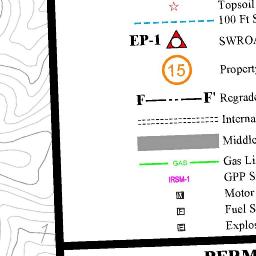 Topsoil
100 Ft S
EP-1 SWROA
15 Property
F F' Regrade
Interna
Middle
GAS Gas Li
IRSM-1 GPP S
M Motor
F Fuel S
E Explos
PERM